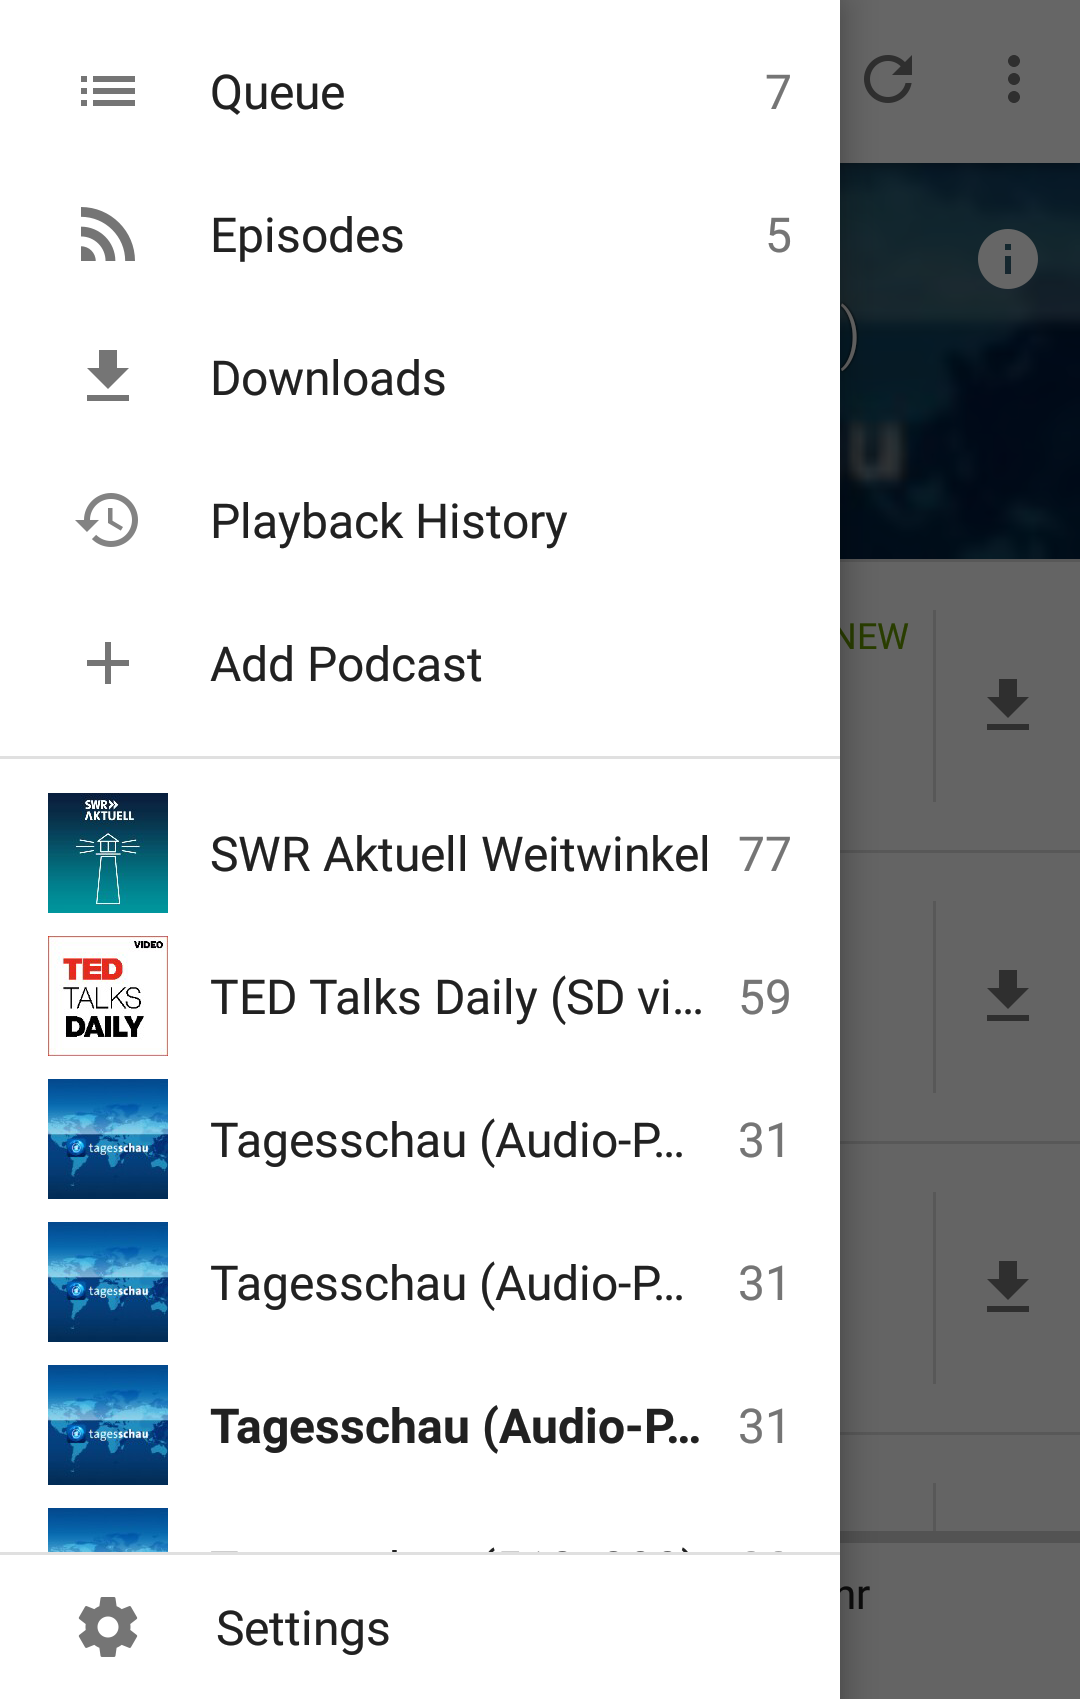 Queue 7
Episodes 5
Downloads
Playback History
Add Podcast
NEW
SWR»
AKTUELL
SWR Aktuell Weitwinkel 77
VIDEO
TED
TALKS
DAILY
TED Talks Daily (SD vi... 59
tagesschau
Tagesschau (Audio-P... 31
tagesschau
Tagesschau (Audio-P... 31
tagesschau
Tagesschau (Audio-P... 31
Settings